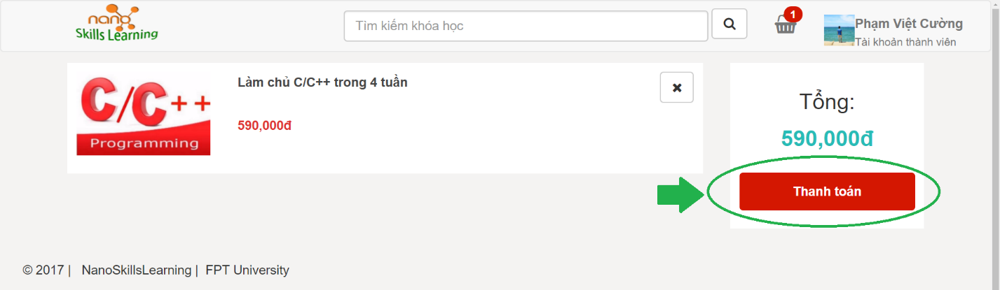 nano
Skills Learning
Tìm kiếm khóa học
1
Phạm Việt Cường
Tài khoản thành viên
C/C++
Programming
Làm chủ C/C++ trong 4 tuần
590,000đ
Tổng:
590,000đ
Thanh toán
© 2017 | NanoSkillsLearning | FPT University